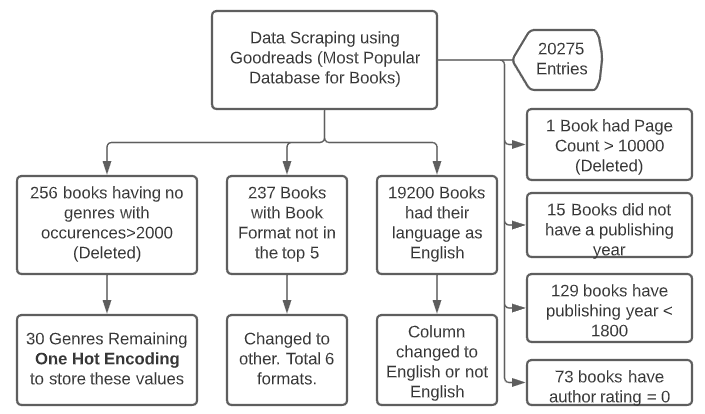 Data Scraping using
Goodreads (Most Popular
Database for Books)
20275
Entries
1 Book had Page
Count > 10000
(Deleted)
15 Books did not
have a publishing
year
129 books have
publishing year <
1800
73 books have
author rating = 0
256 books having no
genres with
occurences>2000
(Deleted)
237 Books
with Book
Format not in
the top 5
19200 Books
had their
language as
English
30 Genres Remaining
One Hot Encoding
to store these values
Changed to
other. Total 6
formats.
Column
changed to
English or not
English